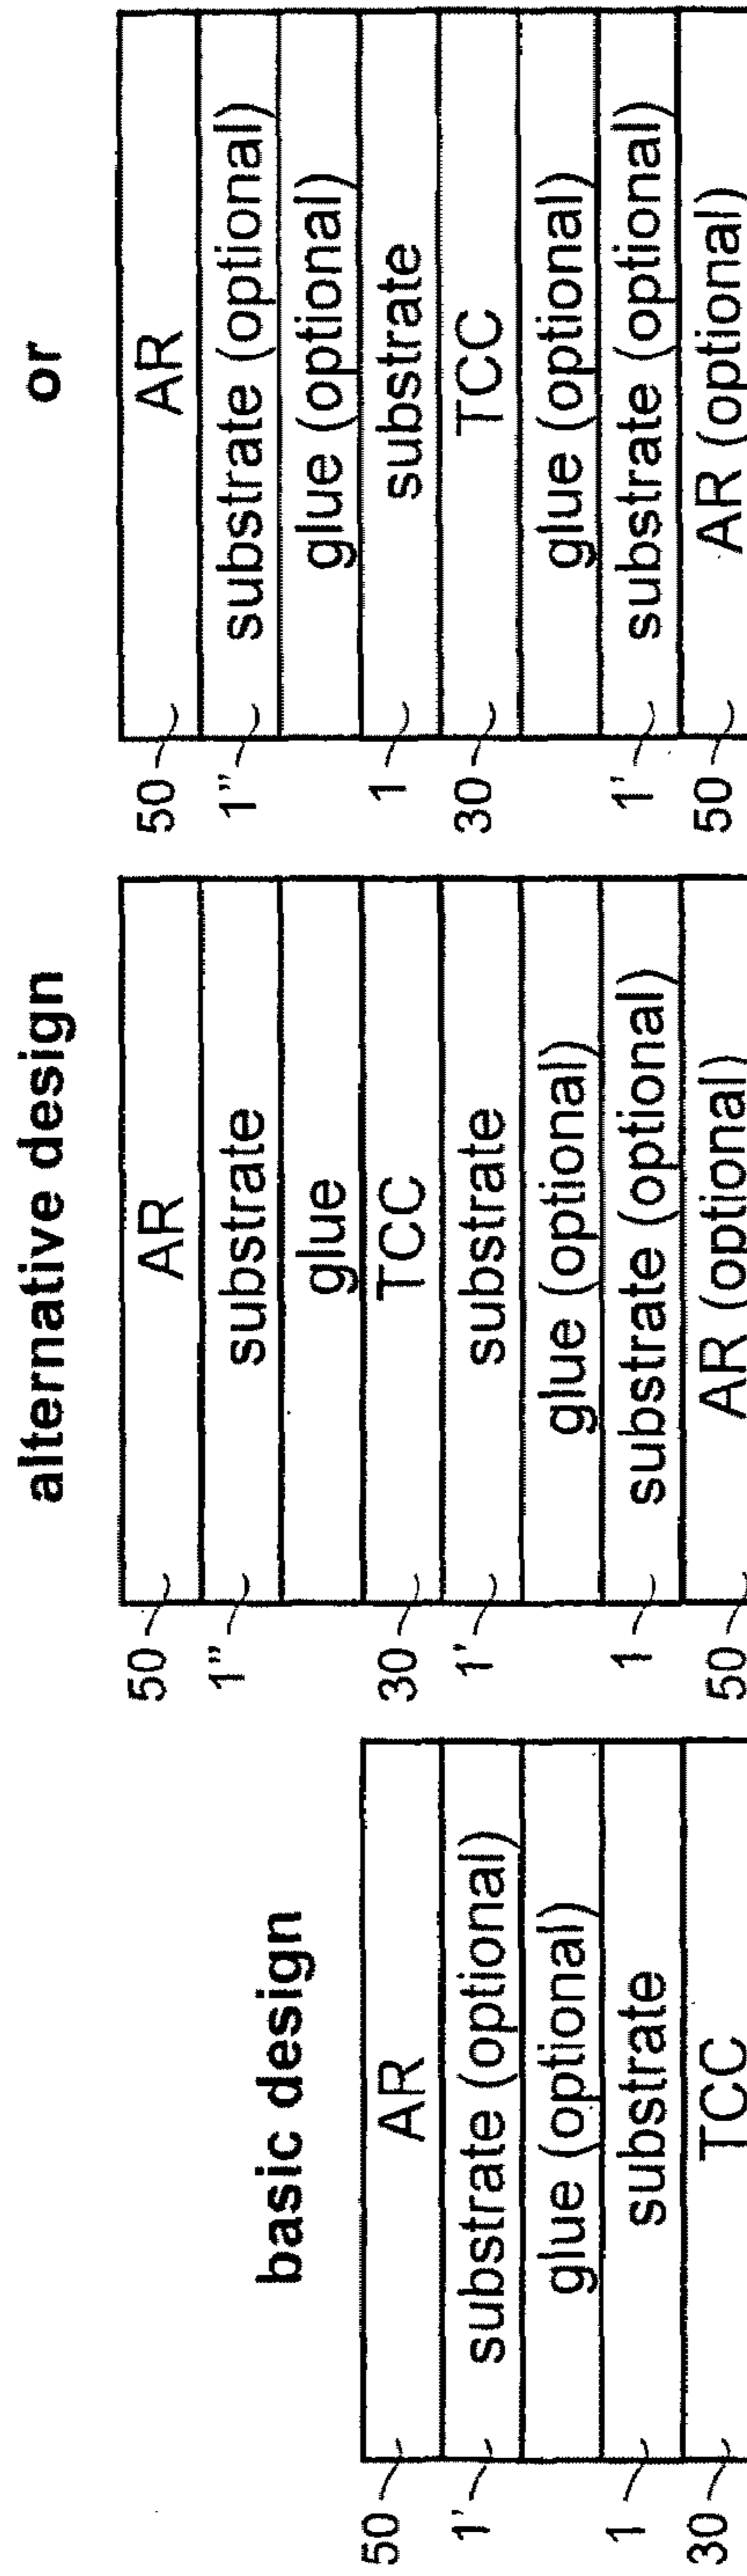 basic design
50 AR
1' substrate (optional)
glue (optional)
1 substrate
30 TCC
alternative design
50 AR
1" substrate
glue
30 TCC
1' substrate
glue (optional)
1 substrate (optional)
50 AR (optional)
or
50 AR
1" substrate (optional)
glue (optional)
1 substrate
30 TCC
glue (optional)
1' substrate (optional)
50 AR (optional)